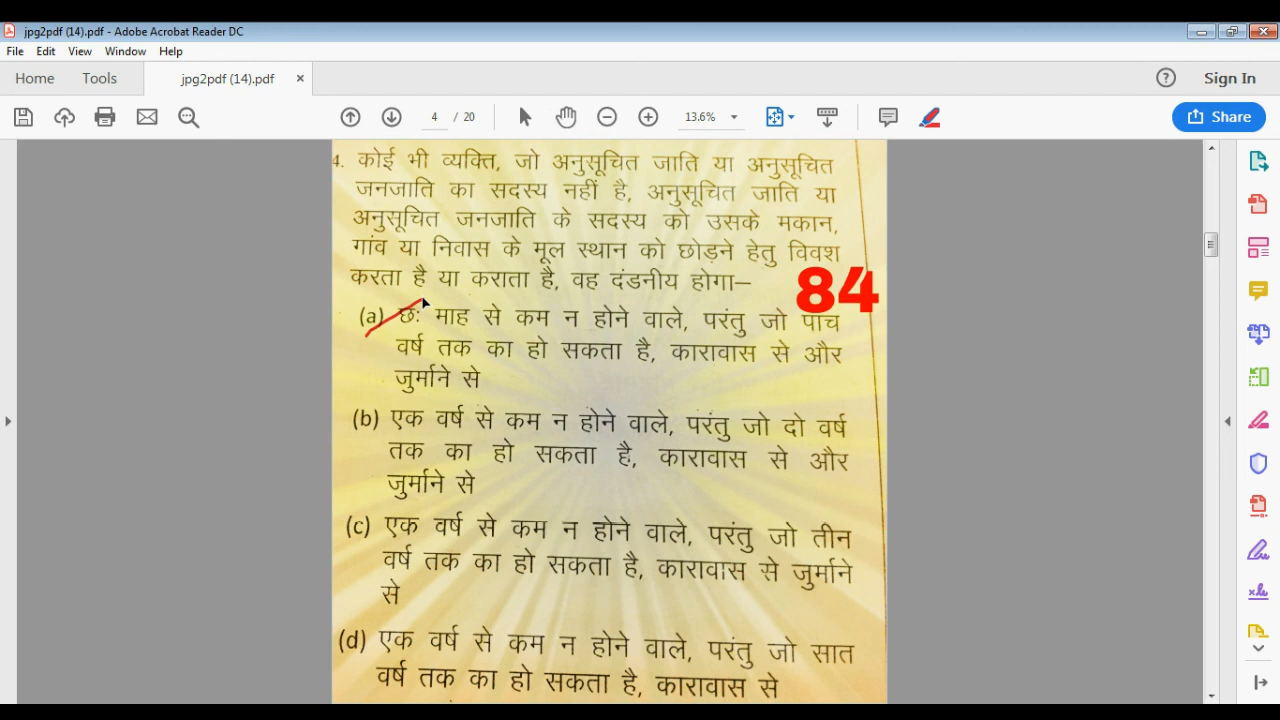 jpg2pdf (14).pdf - Adobe Acrobat Reader DC
File Edit View Window Help
Home Tools jpg2pdf (14).pdf × Sign In
4 / 20 13.6% Share
4. कोई भी व्यक्ति, जो अनुसूचित जाति या अनुसूचित
जनजाति का सदस्य नहीं है, अनुसूचित जाति या
अनुसूचित जनजाति के सदस्य को उसके मकान,
गांव या निवास के मूल स्थान को छोड़ने हेतु विवश
करता है या कराता है, वह दंडनीय होगा—
84
(a) छः माह से कम न होने वाले, परंतु जो पांच
वर्ष तक का हो सकता है, कारावास से और
जुर्माने से
(b) एक वर्ष से कम न होने वाले, परंतु जो दो वर्ष
तक का हो सकता है, कारावास से और
जुर्माने से
(c) एक वर्ष से कम न होने वाले, परंतु जो तीन
वर्ष तक का हो सकता है, कारावास से जुर्माने
से
(d) एक वर्ष से कम न होने वाले, परंतु जो सात
वर्ष तक का हो सकता है, कारावास से